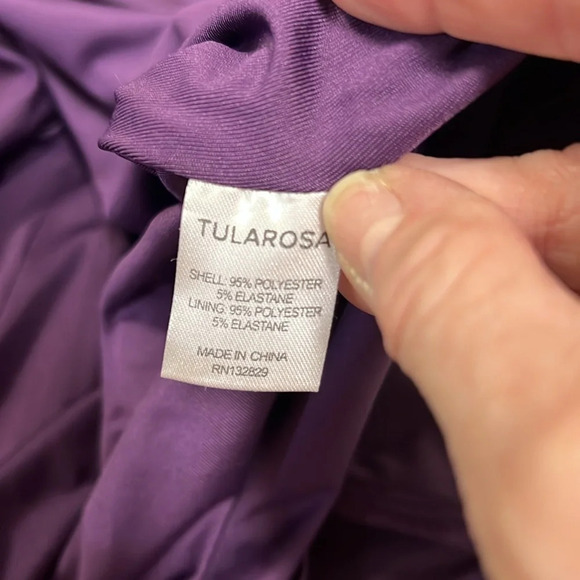 TULAROSA
SHELL: 95% POLYESTER
5% ELASTANE
LINING: 95% POLYESTER
5% ELASTANE
MADE IN CHINA
RN132829